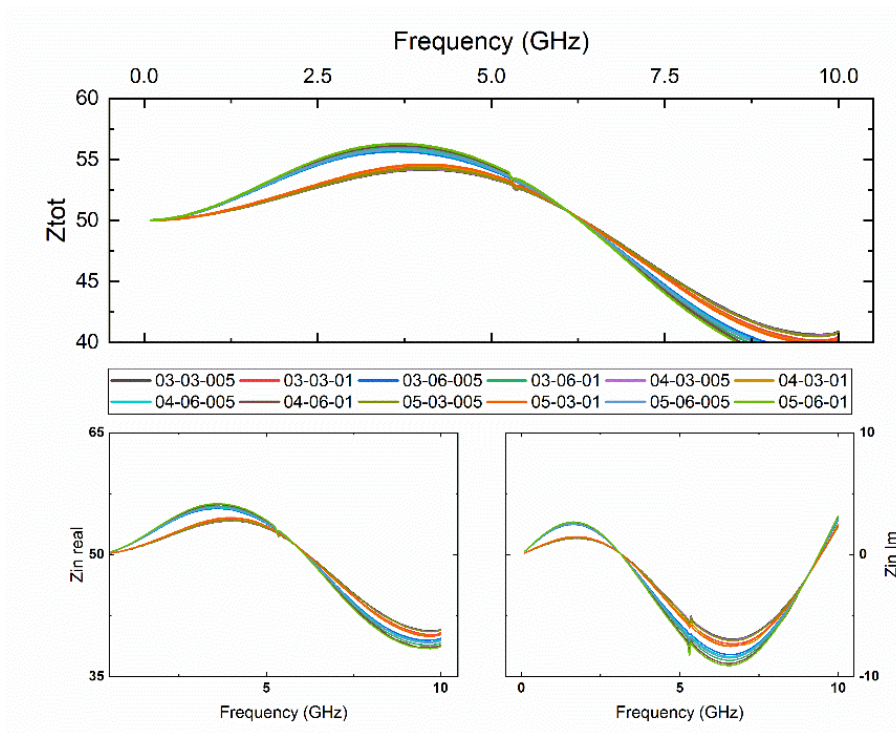 Frequency (GHz)
0.0 2.5 5.0 7.5 10.0
60
55
50
45
40
Ztot
03-03-005 03-03-01 03-06-005 03-06-01 04-03-005 04-03-01
04-06-005 04-06-01 05-03-005 05-03-01 05-06-005 05-06-01
65
50
35
Zin real
5 10
Frequency (GHz)
10
0
-10
Zin Im
0 5 10
Frequency (GHz)